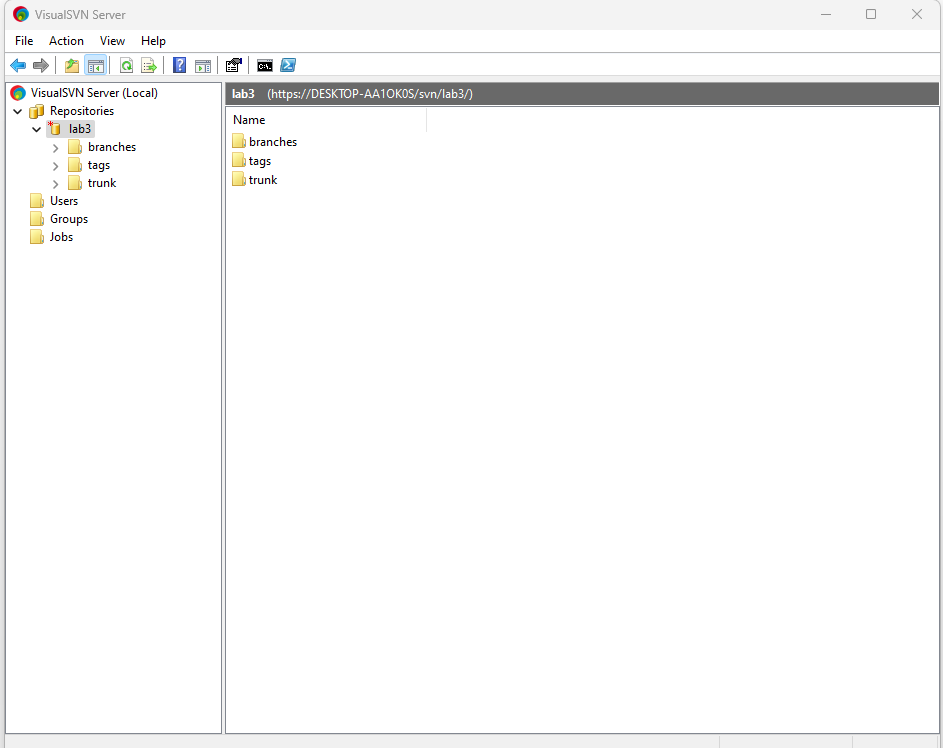 VisualSVN Server
File Action View Help
VisualSVN Server (Local)
Repositories
lab3
branches
tags
trunk
Users
Groups
Jobs
lab3 (https://DESKTOP-AA1OK0S/svn/lab3/)
Name
branches
tags
trunk